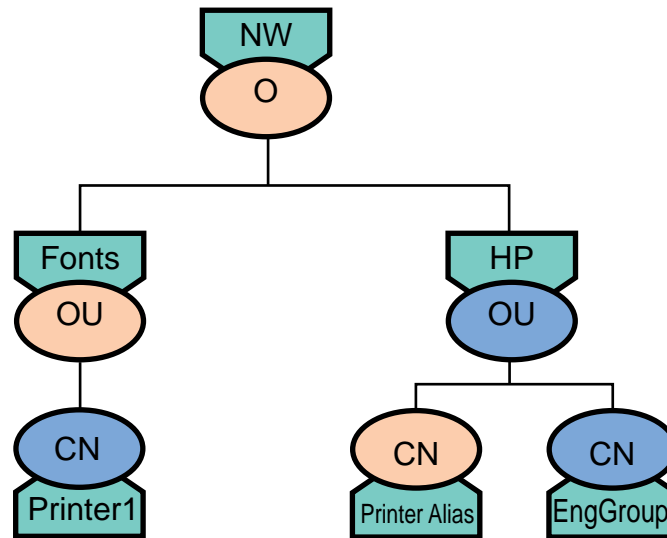 NW
O
Fonts
HP
OU
OU
CN
CN
CN
Printer1
Printer Alias
EngGroup